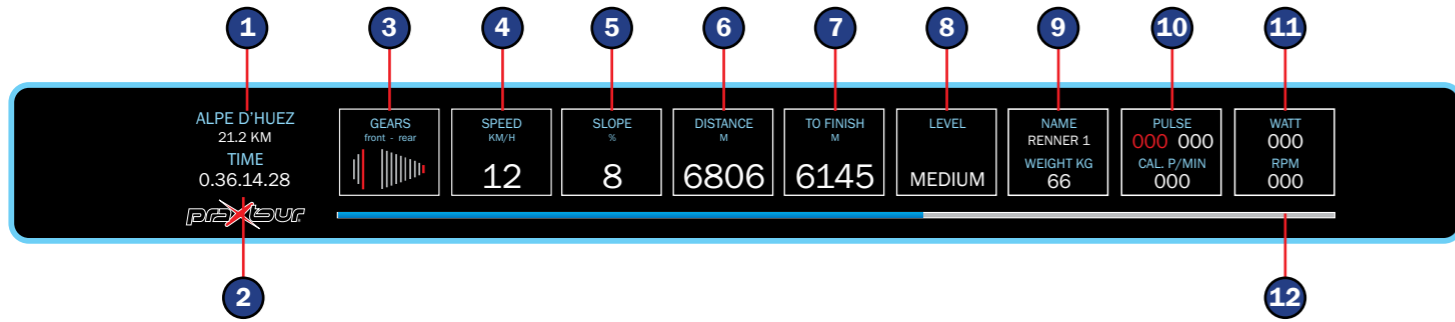 1
3
4
5
6
7
8
9
10
11
ALPE D'HUEZ
21.2 KM
TIME
0.36.14.28
praxtour
GEARS
front - rear
SPEED
KM/H
12
SLOPE
%
8
DISTANCE
M
6806
TO FINISH
M
6145
LEVEL
MEDIUM
NAME
RENNER 1
WEIGHT KG
66
PULSE
000 000
CAL. P/MIN
000
WATT
000
RPM
000
2
12